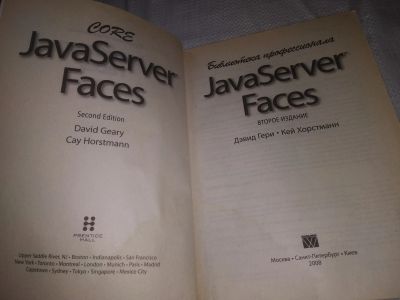 CORE
JavaServer
Faces
Second Edition
David Geary
Cay Horstmann
PRENTICE
HALL
Upper Saddle River, NJ • Boston • Indianapolis • San Francisco
New York • Toronto • Montreal • London • Munich • Paris • Madrid
Capetown • Sydney • Tokyo • Singapore • Mexico City
Библиотека профессионала
JavaServer
Faces
ВТОРОЕ ИЗДАНИЕ
Дэвид Гери • Кей Хорстманн
Москва • Санкт-Петербург • Киев
2008